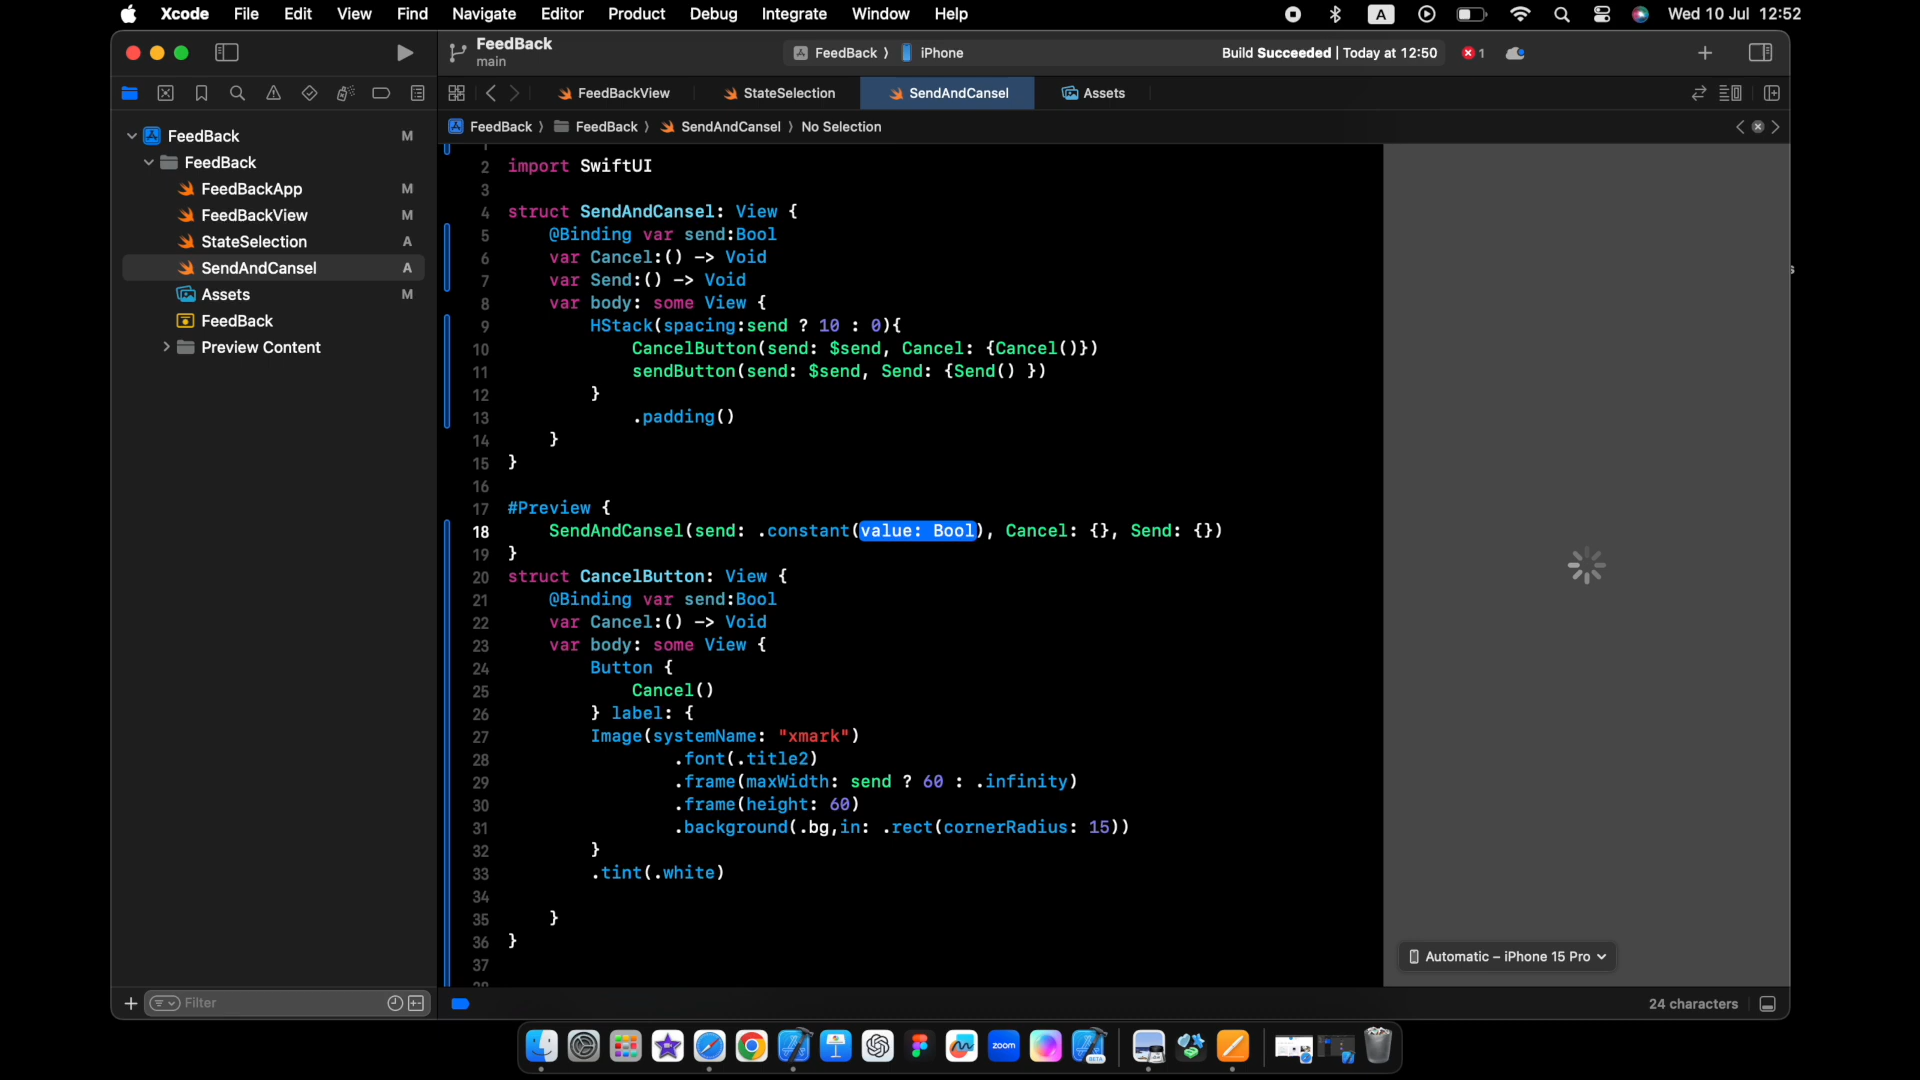 Xcode File Edit View Find Navigate Editor Product Debug Integrate Window Help A Wed 10 Jul 12:52
FeedBack
main
FeedBack ⟩ iPhone
Build Succeeded | Today at 12:50
1
FeedBackView
StateSelection
SendAndCansel
Assets
FeedBack ⟩ FeedBack ⟩ SendAndCansel ⟩ No Selection
FeedBack M
FeedBack
FeedBackApp M
FeedBackView M
StateSelection A
SendAndCansel A
Assets M
FeedBack
Preview Content
Filter
2 import SwiftUI
3
4 struct SendAndCansel: View {
5 @Binding var send:Bool
6 var Cancel:() -> Void
7 var Send:() -> Void
8 var body: some View {
9 HStack(spacing:send ? 10 : 0){
10 CancelButton(send: $send, Cancel: {Cancel()})
11 sendButton(send: $send, Send: {Send() })
12 }
13 .padding()
14 }
15 }
16
17 #Preview {
18 SendAndCansel(send: .constant(value: Bool), Cancel: {}, Send: {})
19 }
20 struct CancelButton: View {
21 @Binding var send:Bool
22 var Cancel:() -> Void
23 var body: some View {
24 Button {
25 Cancel()
26 } label: {
27 Image(systemName: "xmark")
28 .font(.title2)
29 .frame(maxWidth: send ? 60 : .infinity)
30 .frame(height: 60)
31 .background(.bg,in: .rect(cornerRadius: 15))
32 }
33 .tint(.white)
34
35 }
36 }
37
Automatic – iPhone 15 Pro
24 characters
zoom
BETA